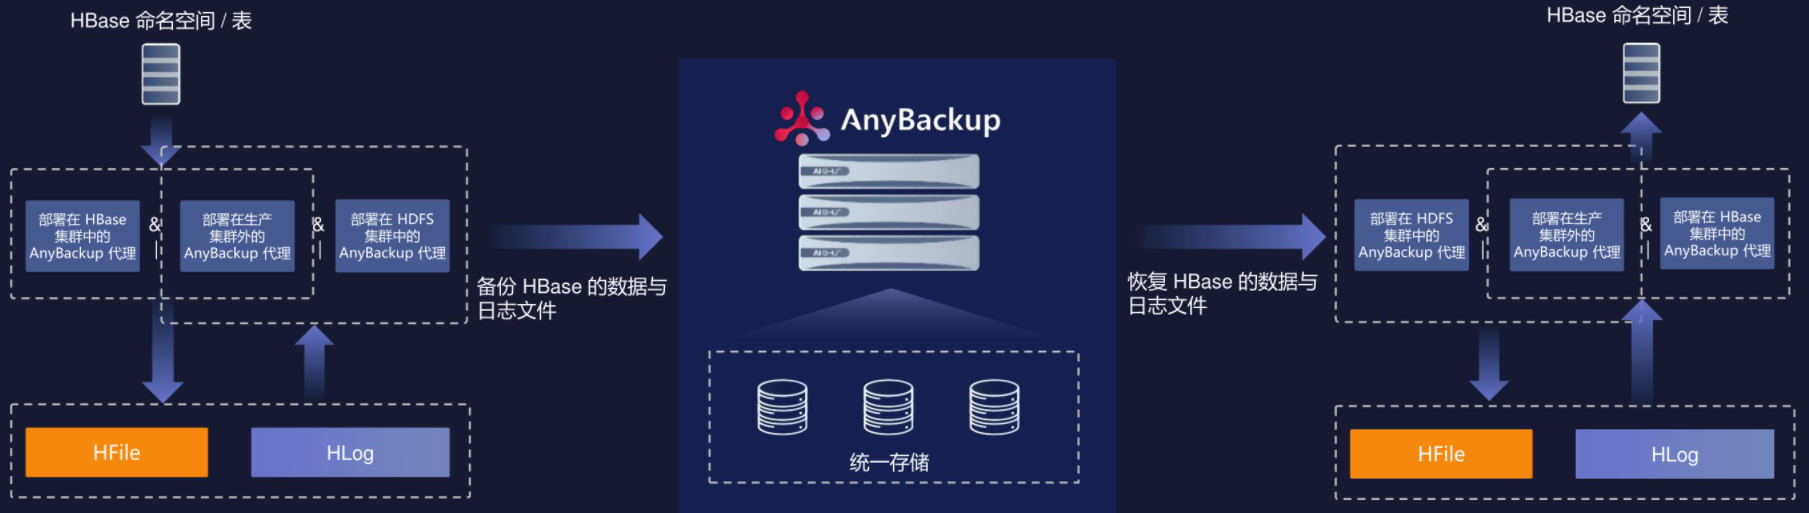 HBase 命名空间 / 表
部署在 HBase
集群中的
AnyBackup 代理
&
|
部署在生产
集群外的
AnyBackup 代理
&
|
部署在 HDFS
集群中的
AnyBackup 代理
HFile
HLog
备份 HBase 的数据与
日志文件
AnyBackup
AISHU
AISHU
AISHU
统一存储
恢复 HBase 的数据与
日志文件
HBase 命名空间 / 表
部署在 HDFS
集群中的
AnyBackup 代理
&
|
部署在生产
集群外的
AnyBackup 代理
&
|
部署在 HBase
集群中的
AnyBackup 代理
HFile
HLog